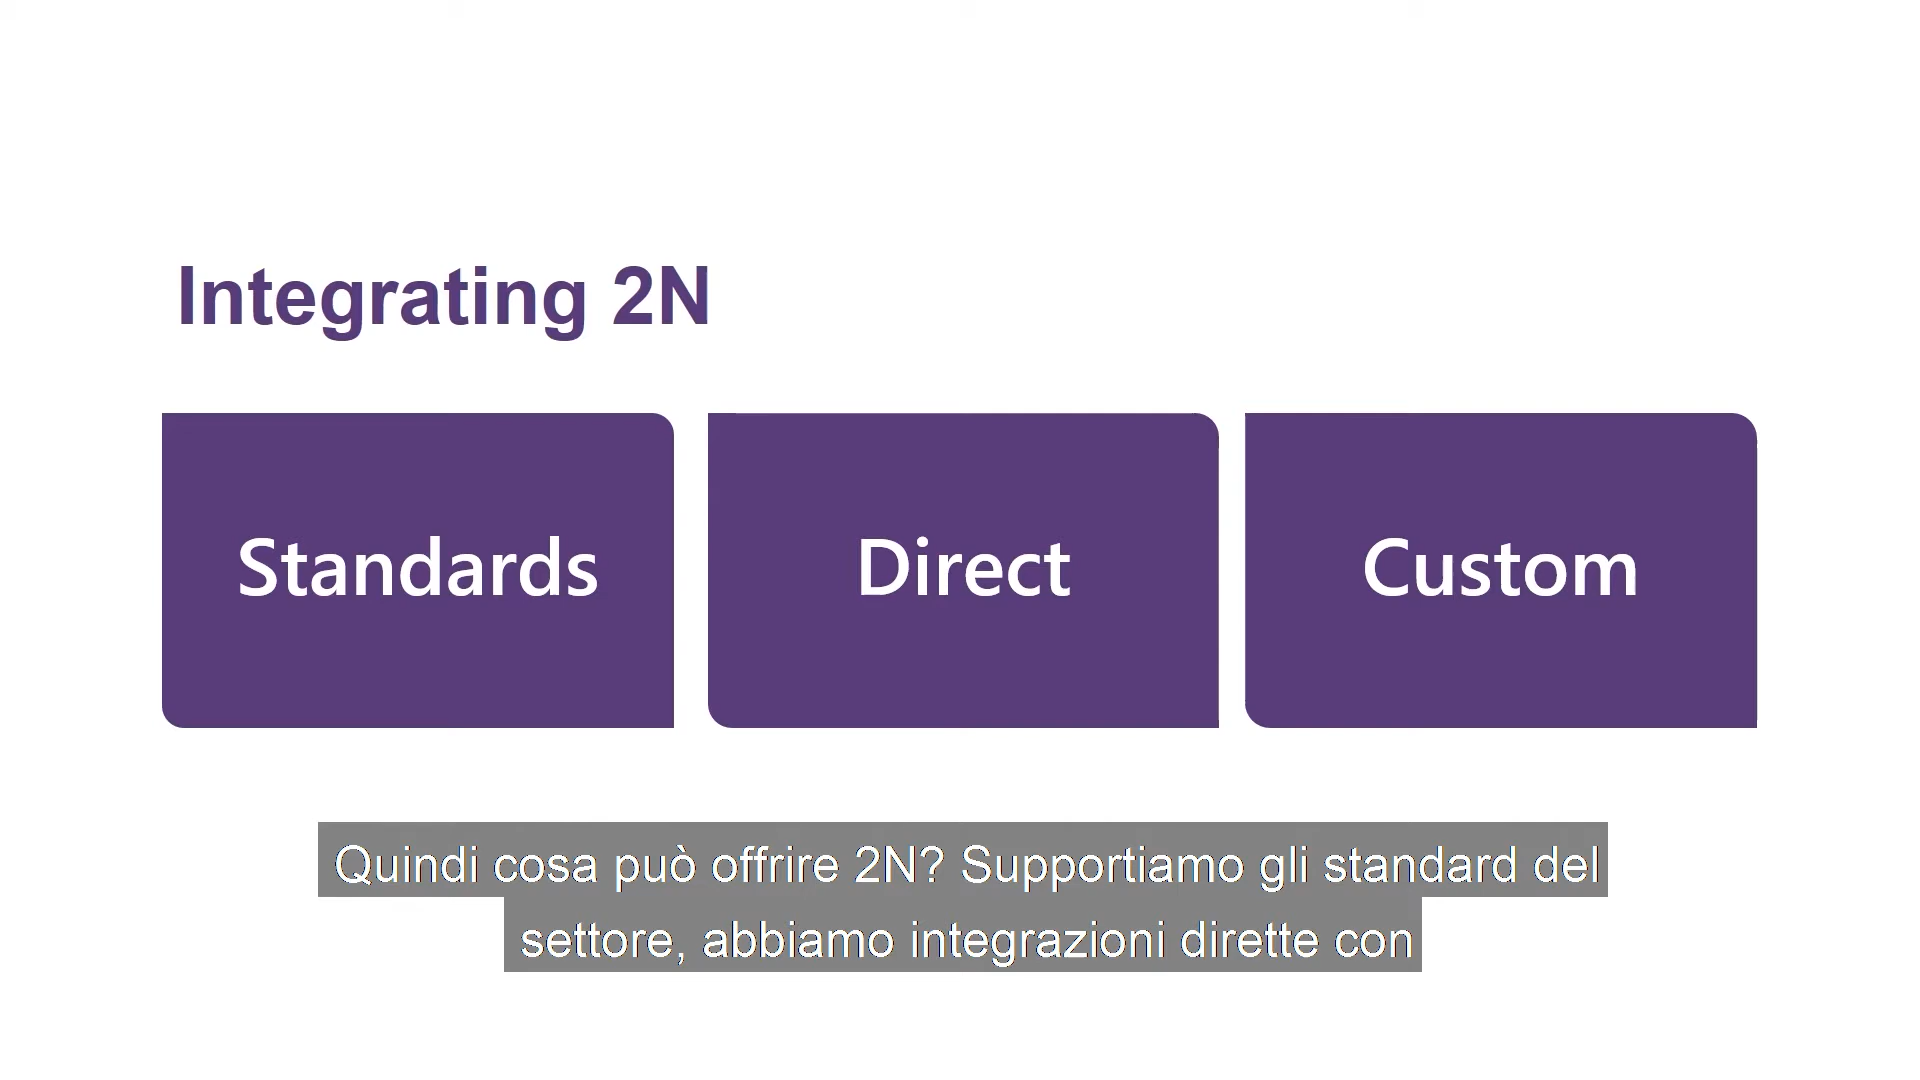 Integrating 2N
Standards
Direct
Custom
Quindi cosa può offrire 2N? Supportiamo gli standard del
settore, abbiamo integrazioni dirette con